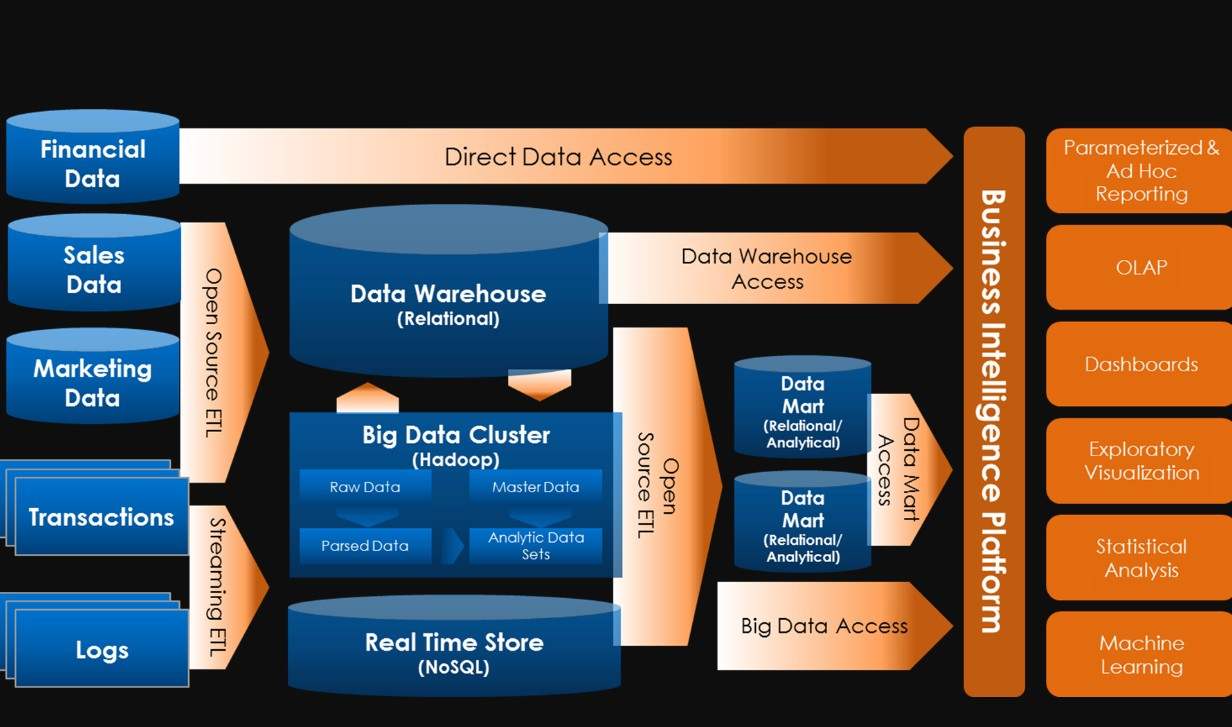 Financial
Data
Direct Data Access
Sales
Data
Marketing
Data
Open Source ETL
Transactions
Logs
Streaming ETL
Data Warehouse
(Relational)
Data Warehouse
Access
Big Data Cluster
(Hadoop)
Raw Data
Master Data
Parsed Data
Analytic Data
Sets
Real Time Store
(NoSQL)
Open
Source ETL
Data
Mart
(Relational/
Analytical)
Data
Mart
(Relational/
Analytical)
Data Mart
Access
Big Data Access
Business Intelligence Platform
Parameterized &
Ad Hoc
Reporting
OLAP
Dashboards
Exploratory
Visualization
Statistical
Analysis
Machine
Learning